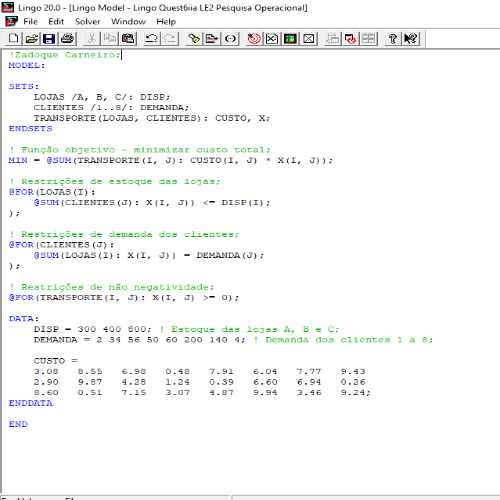 Lingo 20.0 - [Lingo Model - Lingo Quest6iia LE2 Pesquisa Operacional]
File Edit Solver Window Help
!Zadoque Carneiro;
MODEL:
SETS:
LOJAS /A, B, C/: DISP;
CLIENTES /1..8/: DEMANDA;
TRANSPORTE(LOJAS, CLIENTES): CUSTO, X;
ENDSETS
! Função objetivo - minimizar custo total;
MIN = @SUM(TRANSPORTE(I, J): CUSTO(I, J) * X(I, J));
! Restrições de estoque das lojas;
@FOR(LOJAS(I):
@SUM(CLIENTES(J): X(I, J)) <= DISP(I);
);
! Restrições de demanda dos clientes;
@FOR(CLIENTES(J):
@SUM(LOJAS(I): X(I, J)) = DEMANDA(J);
);
! Restrições de não negatividade;
@FOR(TRANSPORTE(I, J): X(I, J) >= 0);
DATA:
DISP = 300 400 800; ! Estoque das lojas A, B e C;
DEMANDA = 2 34 56 50 60 200 140 4; ! Demanda dos clientes 1 a 8;
CUSTO =
3.08 8.55 6.98 0.48 7.91 6.04 7.77 9.43
2.90 9.87 4.28 1.24 0.39 6.60 6.94 0.26
8.60 0.51 7.15 3.07 4.87 9.94 3.46 9.24;
ENDDATA
END